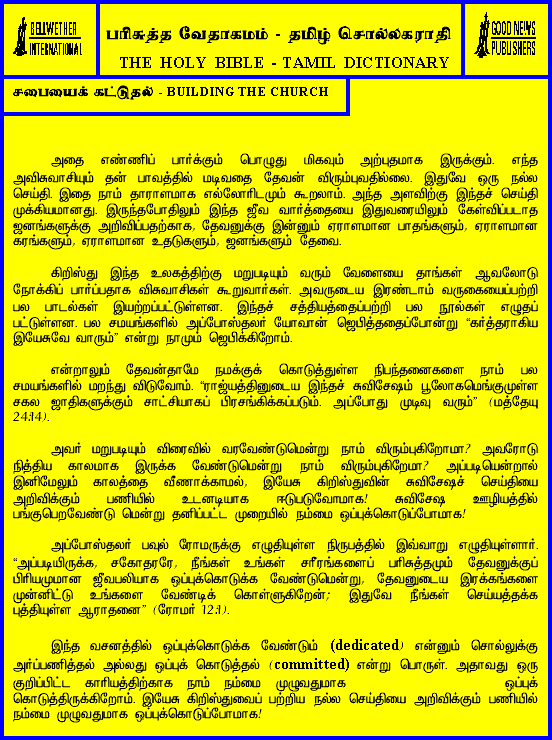 BELLWETHER
INTERNATIONAL
பரிசுத்த வேதாகமம் - தமிழ் சொல்லகராதி
THE HOLY BIBLE - TAMIL DICTIONARY
GOOD NEWS
PUBLISHERS
சபையைக் கட்டுதல் - BUILDING THE CHURCH
அதை எண்ணிப் பார்க்கும் பொழுது மிகவும் அற்புதமாக இருக்கும். எந்த
அவிசுவாசியும் தன் பாவத்தில் மடிவதை தேவன் விரும்புவதில்லை. இதுவே ஒரு நல்ல
செய்தி. இதை நாம் தாராளமாக எல்லோரிடமும் கூறலாம். அந்த அளவிற்கு இந்தச் செய்தி
முக்கியமானது. இருந்தபோதிலும் இந்த ஜீவ வார்த்தையை இதுவரையிலும் கேள்விப்படாத
ஜனங்களுக்கு அறிவிப்பதற்காக, தேவனுக்கு இன்னும் ஏராளமான பாதங்களும், ஏராளமான
கரங்களும், ஏராளமான உதடுகளும், ஜனங்களும் தேவை.
கிறிஸ்து இந்த உலகத்திற்கு மறுபடியும் வரும் வேளையை தாங்கள் ஆவலோடு
நோக்கிப் பார்ப்பதாக விசுவாசிகள் கூறுவார்கள். அவருடைய இரண்டாம் வருகையைப்பற்றி
பல பாடல்கள் இயற்றப்பட்டுள்ளன. இந்தச் சத்தியத்தைப்பற்றி பல நூல்கள் எழுதப்
பட்டுள்ளன. பல சமயங்களில் அப்போஸ்தலர் யோவான் ஜெபித்ததைப்போன்று “கர்த்தராகிய
இயேசுவே வாரும்” என்று நாமும் ஜெபிக்கிறோம்.
என்றாலும் தேவன்தாமே நமக்குக் கொடுத்துள்ள நிபந்தனைகளை நாம் பல
சமயங்களில் மறந்து விடுவோம். “ராஜ்யத்தினுடைய இந்தச் சுவிசேஷம் பூலோகமெங்குமுள்ள
சகல ஜாதிகளுக்கும் சாட்சியாகப் பிரசங்கிக்கப்படும். அப்போது முடிவு வரும்” (மத்தேயு
24:14).
அவர் மறுபடியும் விரைவில் வரவேண்டுமென்று நாம் விரும்புகிறோமா? அவரோடு
நித்திய காலமாக இருக்க வேண்டுமென்று நாம் விரும்புகிறேமா? அப்படியென்றால்
இனிமேலும் காலத்தை வீணாக்காமல், இயேசு கிறிஸ்துவின் சுவிசேஷச் செய்தியை
அறிவிக்கும் பணியில் உடனடியாக ஈடுபடுவோமாக! சுவிசேஷ ஊழியத்தில்
பங்குபெறவேண்டு மென்று தனிப்பட்ட முறையில் நம்மை ஒப்புக்கொடுப்போமாக!
அப்போஸ்தலர் பவுல் ரோமருக்கு எழுதியுள்ள நிருபத்தில் இவ்வாறு எழுதியுள்ளார்.
“அப்படியிருக்க, சகோதரரே, நீங்கள் உங்கள் சரீரங்களைப் பரிசுத்தமும் தேவனுக்குப்
பிரியமுமான ஜீவபலியாக ஒப்புக்கொடுக்க வேண்டுமென்று, தேவனுடைய இரக்கங்களை
முன்னிட்டு உங்களை வேண்டிக் கொள்ளுகிறேன்; இதுவே நீங்கள் செய்யத்தக்க
புத்தியுள்ள ஆராதனை” (ரோமர் 12:1).
இந்த வசனத்தில் ஒப்புக்கொடுக்க வேண்டும் (dedicated) என்னும் சொல்லுக்கு
அர்ப்பணித்தல் அல்லது ஒப்புக் கொடுத்தல் (committed) என்று பொருள். அதாவது ஒரு
குறிப்பிட்ட காரியத்திற்காக நாம் நம்மை முழுவதுமாக ஒப்புக்
கொடுத்திருக்கிறோம். இயேசு கிறிஸ்துவைப் பற்றிய நல்ல செய்தியை அறிவிக்கும் பணியில்
நம்மை முழுவதுமாக ஒப்புக்கொடுப்போமாக!